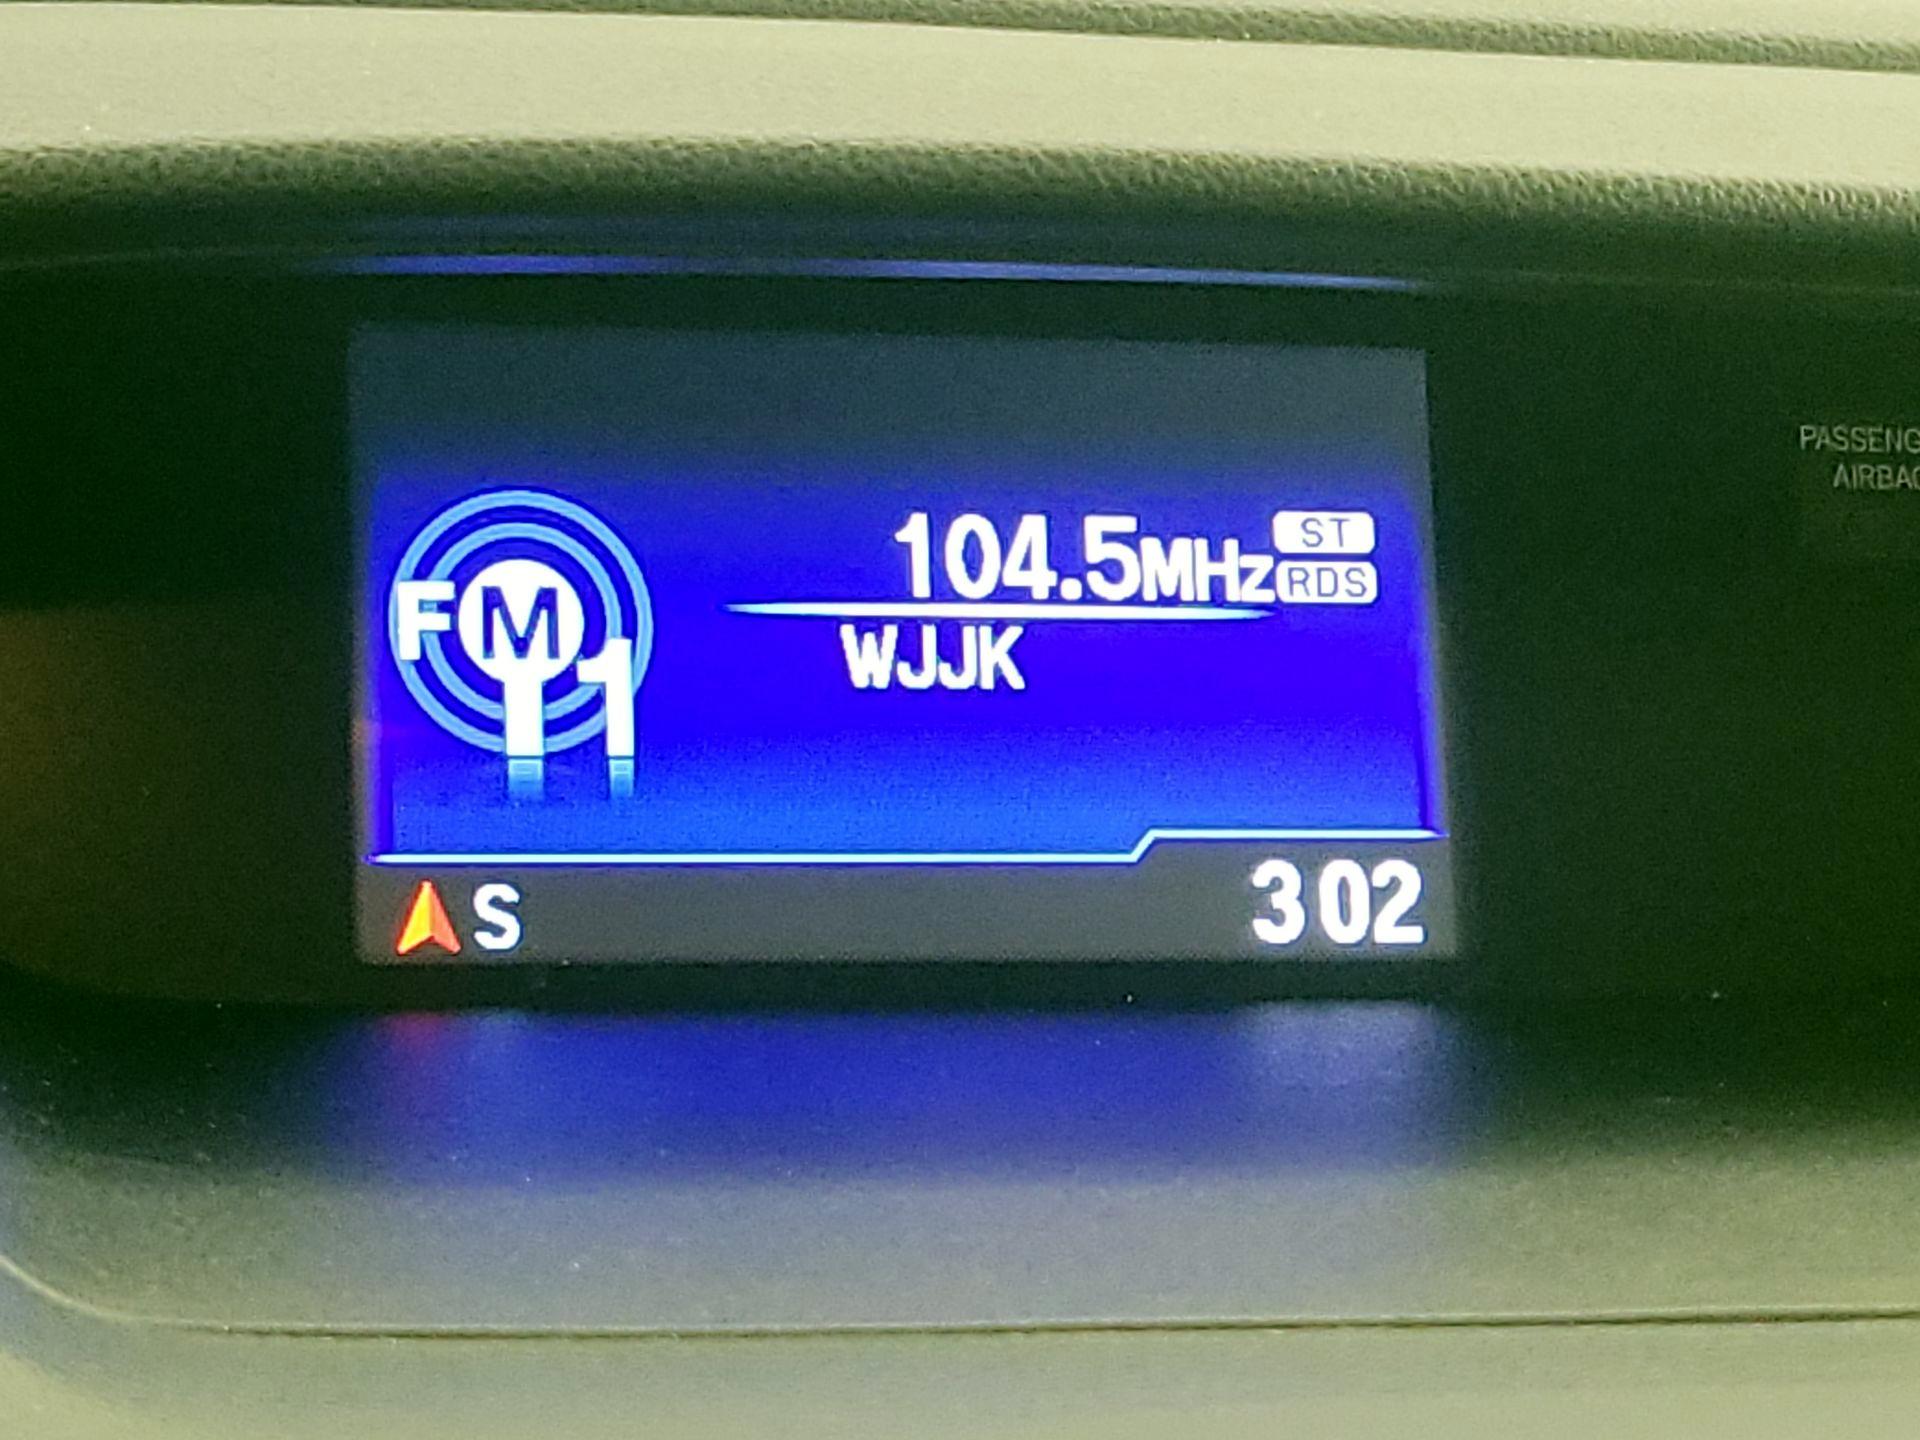 FM1
104.5MHz
ST
RDS
WJJK
S
302
PASSENG
AIRBAG